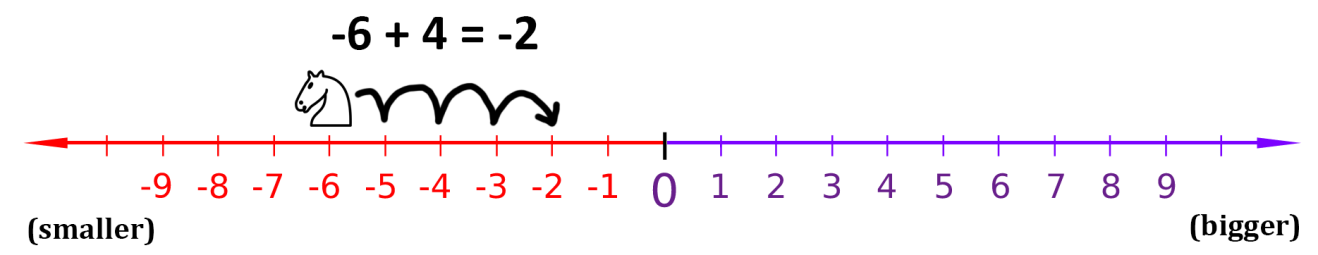 -6 + 4 = -2
-9 -8 -7 -6 -5 -4 -3 -2 -1 0 1 2 3 4 5 6 7 8 9
(smaller)
(bigger)